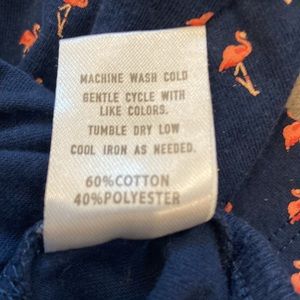 MACHINE WASH COLD
GENTLE CYCLE WITH
LIKE COLORS.
TUMBLE DRY LOW
COOL IRON AS NEEDED.
60%COTTON
40%POLYESTER